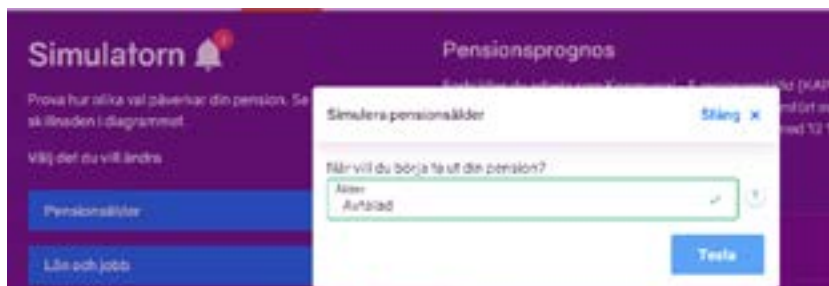 Simulatorn
Pensionsprognos
Prova hur olika val påverkar din pension. Se
skillnaden i diagrammet
Välj det du vill ändra
Pensionsålder
Lön och jobb
Simulera pensionsålder
Stäng ×
När vill du börja ta ut din pension?
Ålder
Avliad
Testa